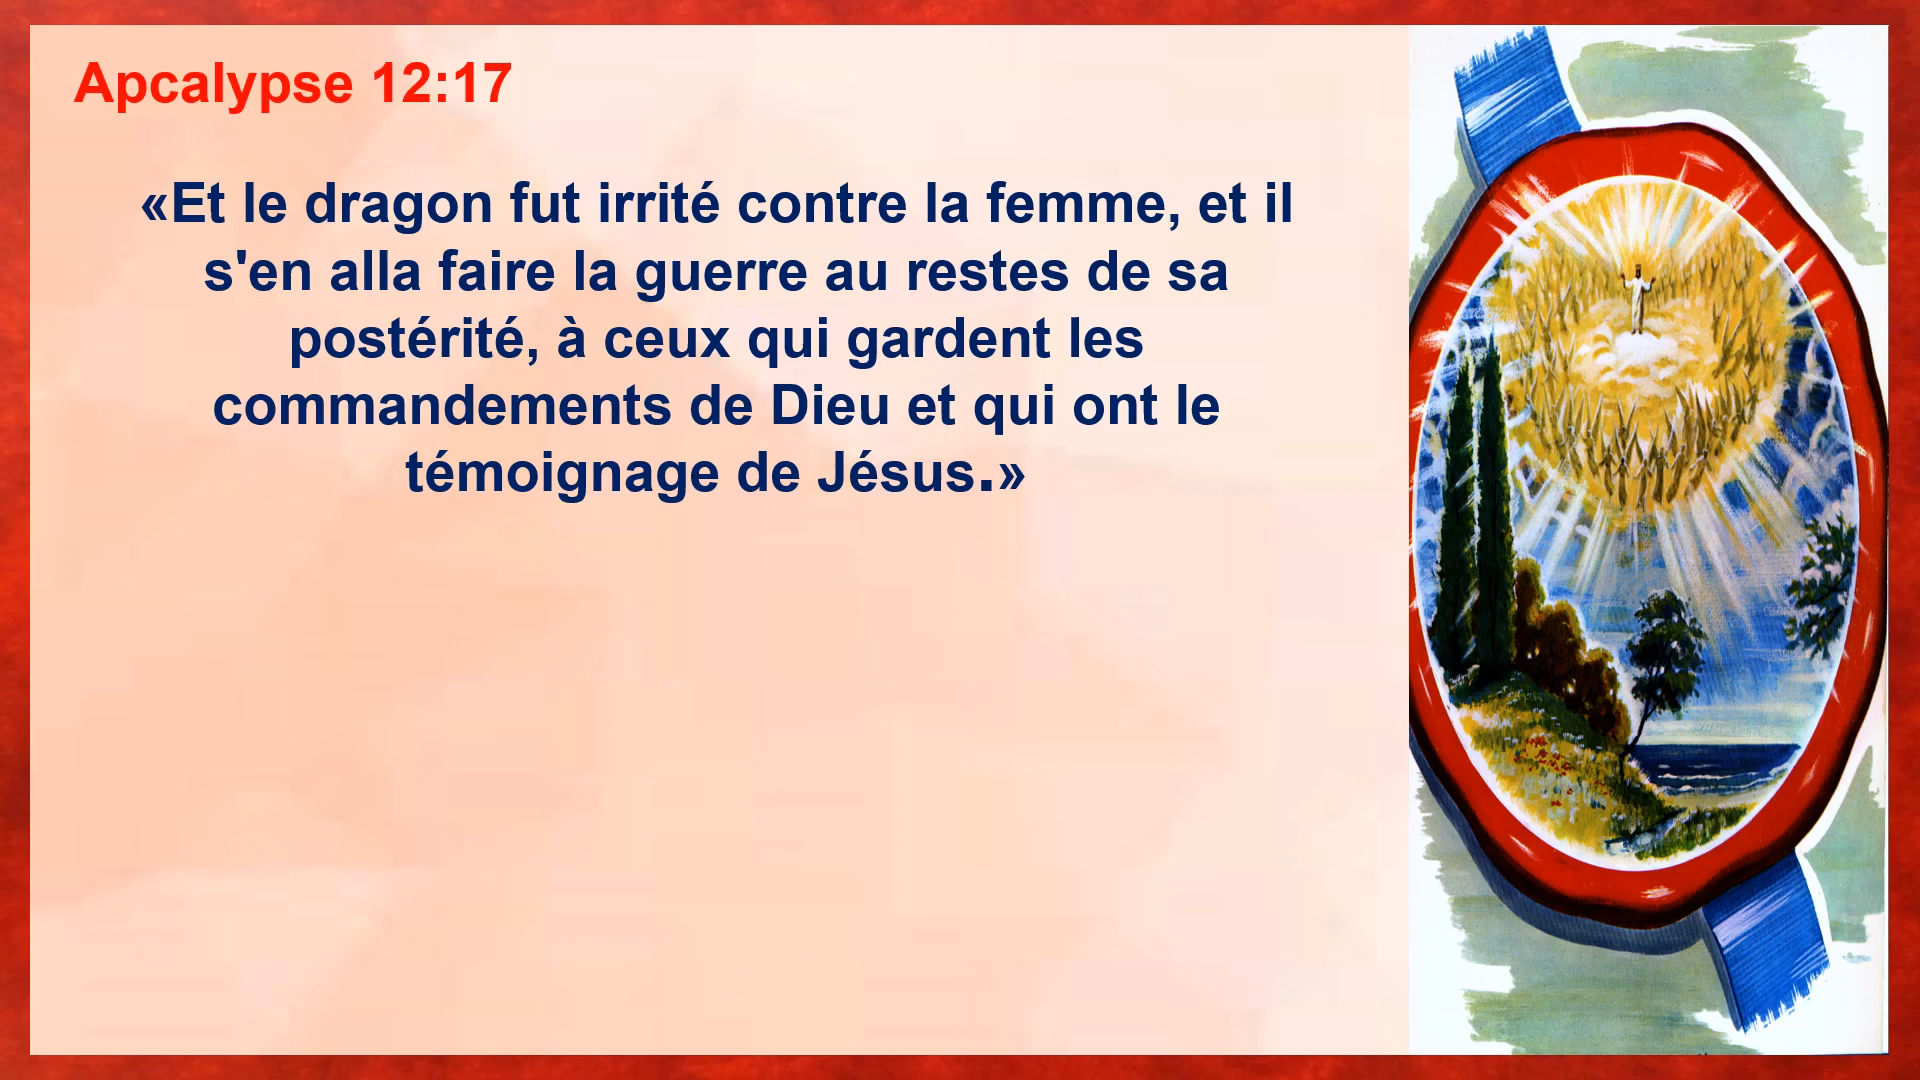 Apcalypse 12:17
«Et le dragon fut irrité contre la femme, et il
s'en alla faire la guerre au restes de sa
postérité, à ceux qui gardent les
commandements de Dieu et qui ont le
témoignage de Jésus.»